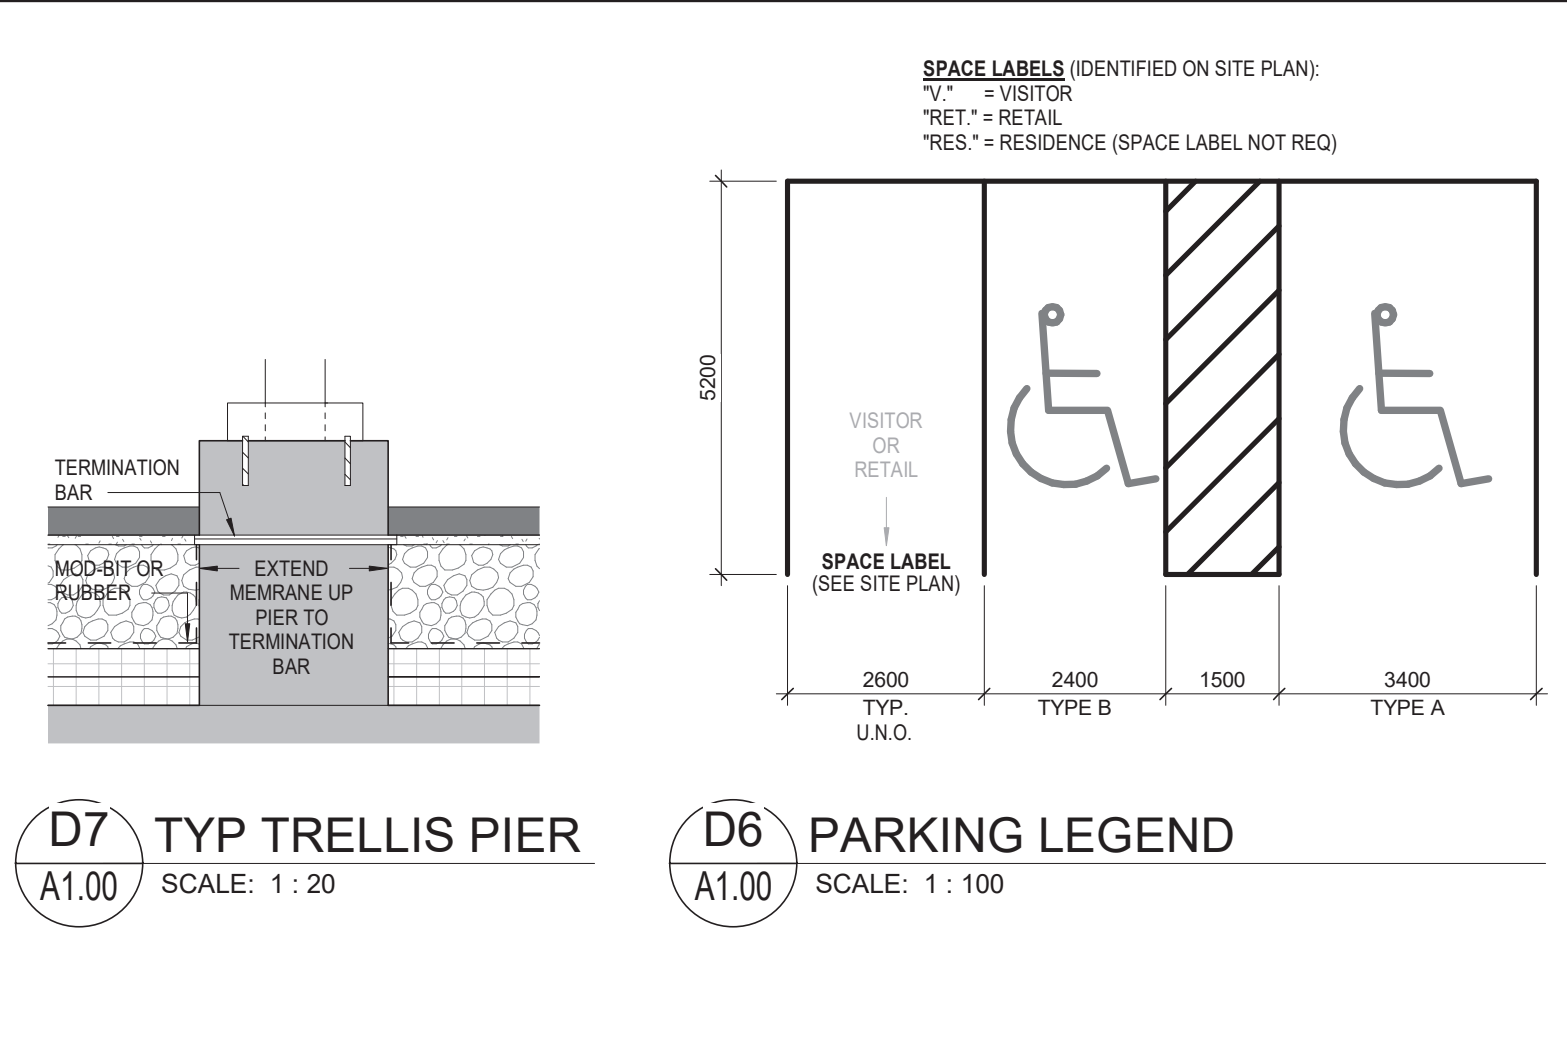 SPACE LABELS (IDENTIFIED ON SITE PLAN):
"V." = VISITOR
"RET." = RETAIL
"RES." = RESIDENCE (SPACE LABEL NOT REQ)
5200
VISITOR
OR
RETAIL
SPACE LABEL
(SEE SITE PLAN)
2600
TYP.
U.N.O.
2400
TYPE B
1500
3400
TYPE A
TERMINATION
BAR
MOD-BIT OR
RUBBER
EXTEND
MEMRANE UP
PIER TO
TERMINATION
BAR
D7
A1.00
TYP TRELLIS PIER
SCALE: 1 : 20
D6
A1.00
PARKING LEGEND
SCALE: 1 : 100